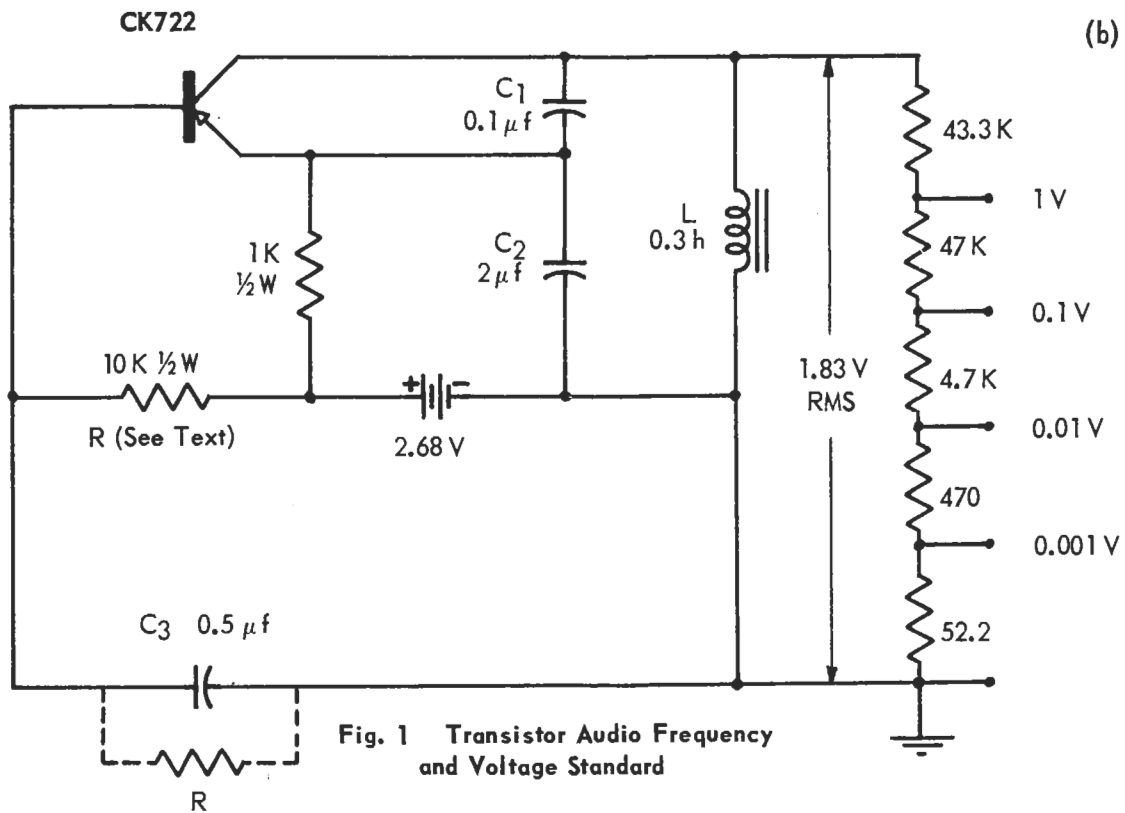 CK722
(b)
C1
0.1 μf
43.3 K
1 V
L
0.3 h
1 K
½ W
C2
2 μf
47 K
0.1 V
10 K ½ W
+
−
1.83 V
RMS
4.7 K
R (See Text)
2.68 V
0.01 V
470
0.001 V
C3 0.5 μf
52.2
Fig. 1 Transistor Audio Frequency
and Voltage Standard
R